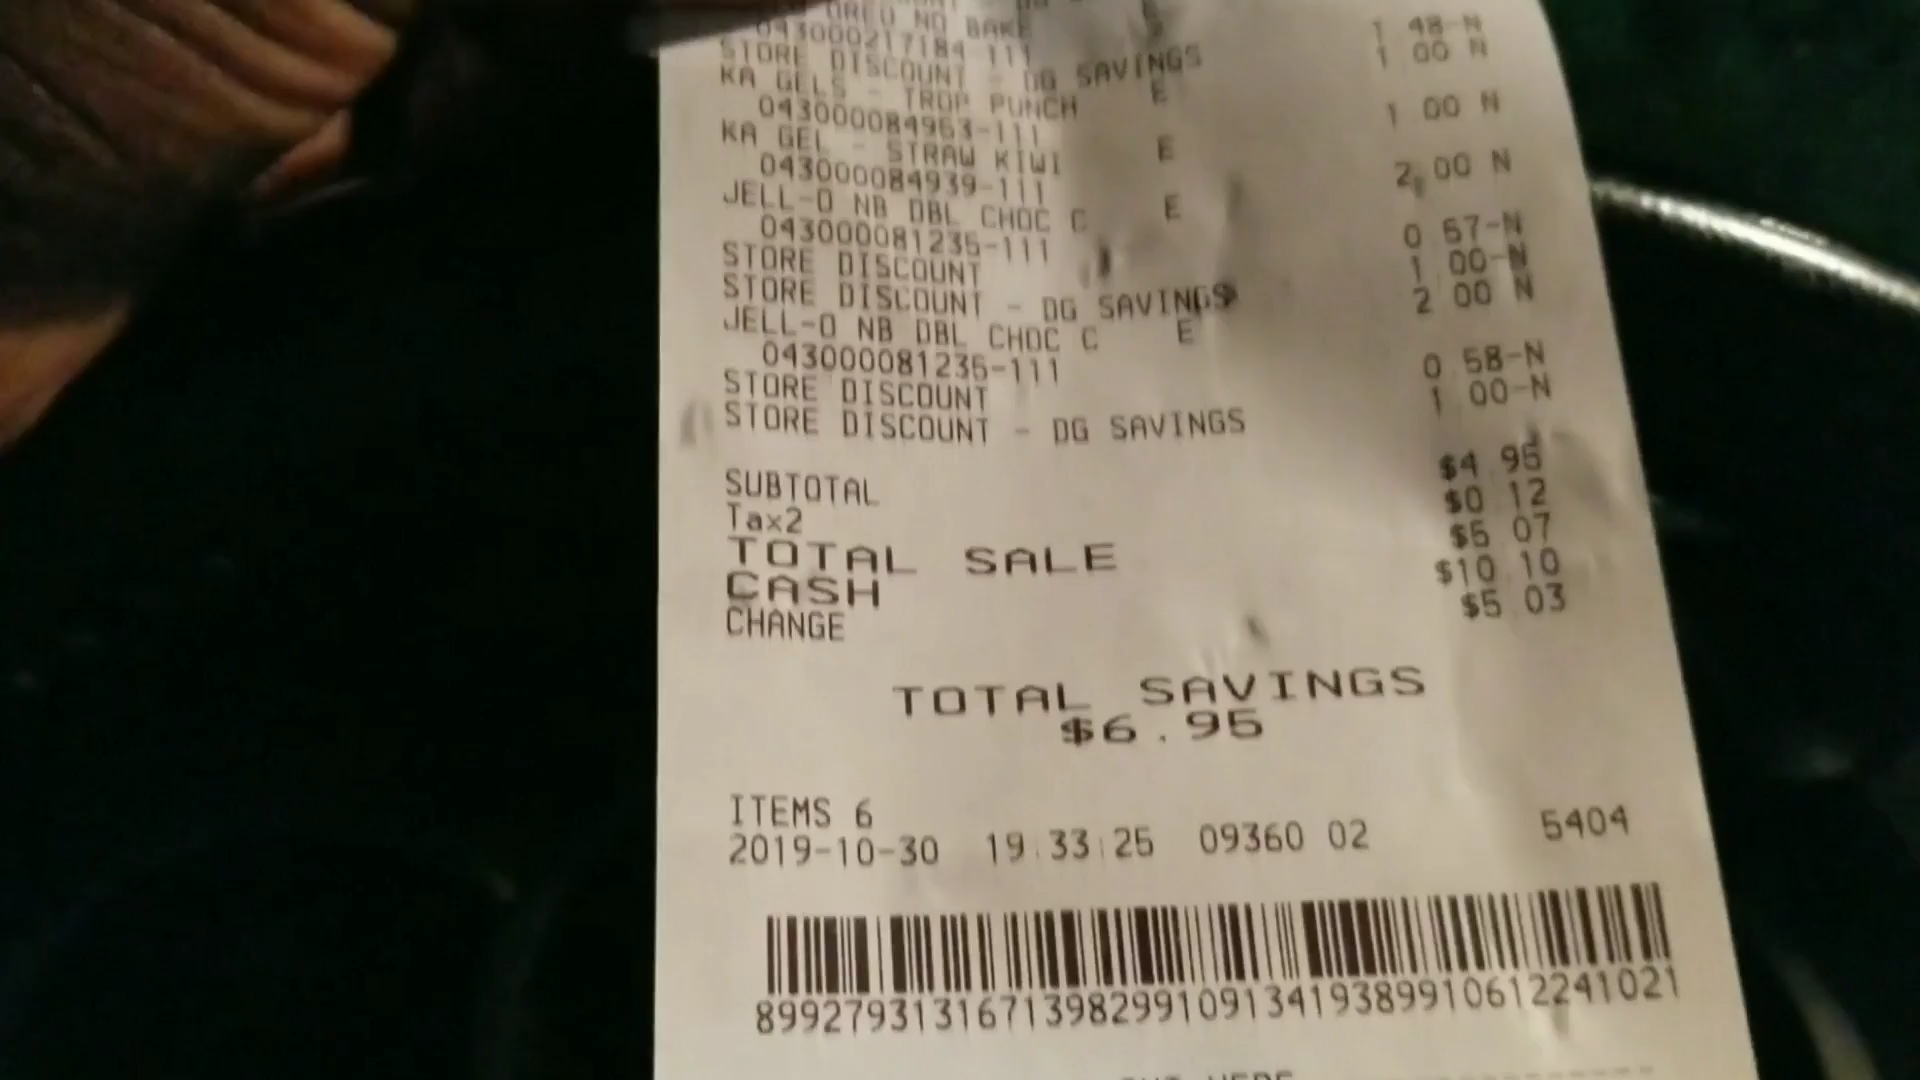 OREO NO BAKE
043000217184-111 1 48-N
STORE DISCOUNT - DG SAVINGS 1 00 N
KA GELS - TROP PUNCH E
043000084963-111 1 00 N
KA GEL - STRAW KIWI E
043000084939-111 2 00 N
JELL-O NB DBL CHOC C E
043000081235-111
STORE DISCOUNT 0 57-N
STORE DISCOUNT - DG SAVINGS 1 00-N
JELL-O NB DBL CHOC C E 2 00 N
043000081235-111
STORE DISCOUNT 0 58-N
STORE DISCOUNT - DG SAVINGS 1 00-N
SUBTOTAL $4 95
Tax2 $0 12
TOTAL SALE $5 07
CASH $10 10
CHANGE $5 03
TOTAL SAVINGS
$6.95
ITEMS 6
2019-10-30 19:33:25 09360 02 5404
899279313167139829910913419389910612241021